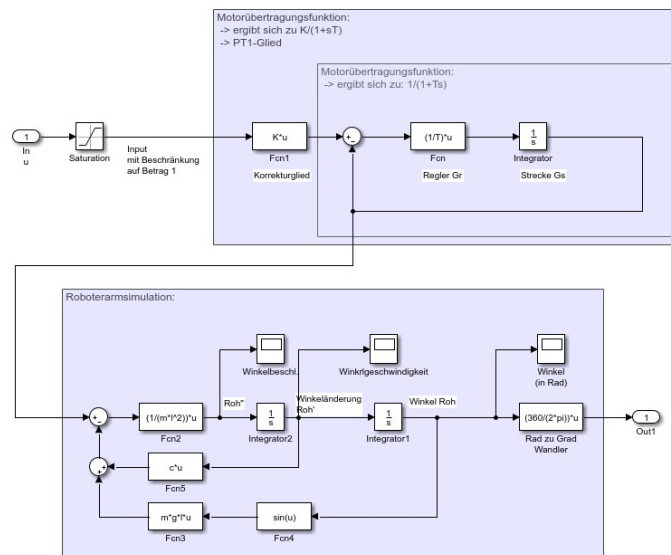 Motorübertragungsfunktion:
-> ergibt sich zu K/(1+sT)
-> PT1-Glied
Motorübertragungsfunktion:
-> ergibt sich zu: 1/(1+Ts)
1
In
u
Saturation
Input
mit Beschränkung
auf Betrag 1
K*u
Fcn1
Korrekturglied
+
-
(1/T)*u
Fcn
Regler Gr
1
s
Integrator
Strecke Gs
Roboterarmsimulation:
Winkelbeschl.
Winkrlgeschwindigkeit
Winkel
(in Rad)
+
-
(1/(m*l^2))*u
Fcn2
Roh"
1
s
Integrator2
Winkeländerung
Roh'
1
s
Integrator1
Winkel Roh
(360/(2*pi))*u
Rad zu Grad
Wandler
1
Out1
+
+
c*u
Fcn5
m*g*l*u
Fcn3
sin(u)
Fcn4